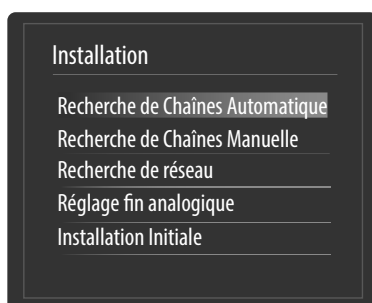 Installation
Recherche de Chaînes Automatique
Recherche de Chaînes Manuelle
Recherche de réseau
Réglage fin analogique
Installation Initiale